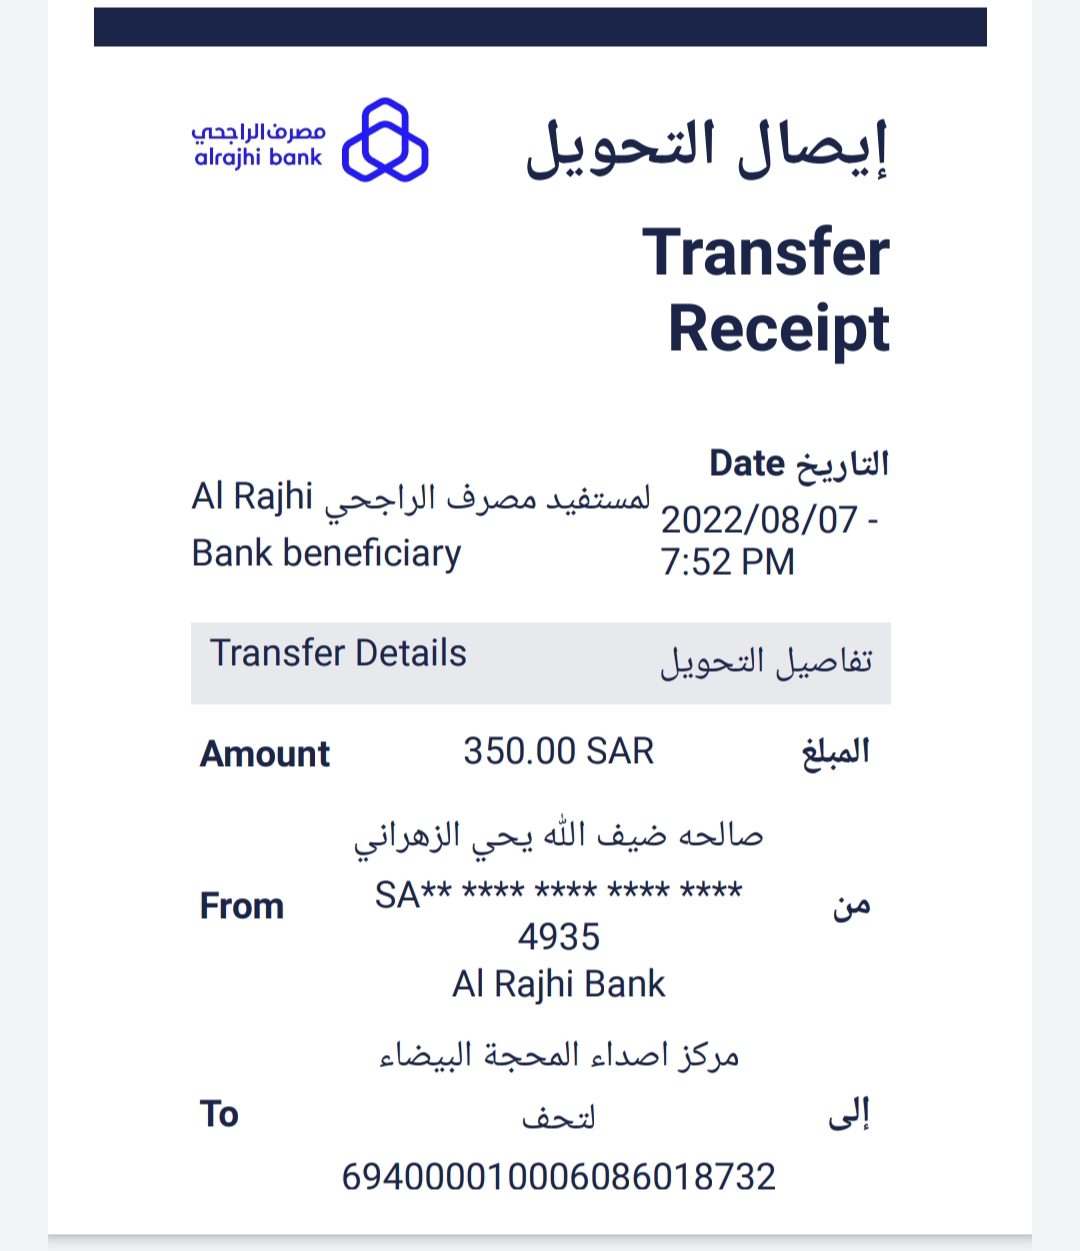 مصرف الراجحي
alrajhi bank
إيصال التحويل
Transfer
Receipt
التاريخ Date
2022/08/07 -
7:52 PM
لمستفيد مصرف الراجحي Al Rajhi
Bank beneficiary
Transfer Details تفاصيل التحويل
Amount 350.00 SAR المبلغ
صالحه ضيف الله يحي الزهراني
SA** **** **** **** ****
From من
4935
Al Rajhi Bank
مركز اصداء المحجة البيضاء
To لتحف إلى
694000010006086018732